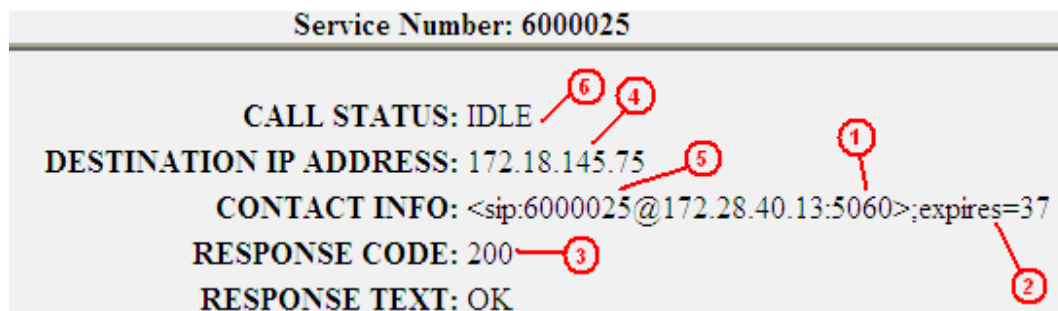 Service Number: 6000025
6
4
CALL STATUS: IDLE
1
DESTINATION IP ADDRESS: 172.18.145.75
5
CONTACT INFO: <sip:6000025@172.28.40.13:5060>;expires=37
RESPONSE CODE: 200
3
2
RESPONSE TEXT: OK